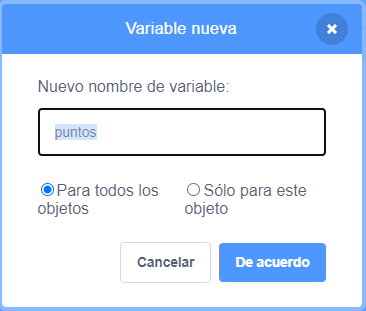 Variable nueva
Nuevo nombre de variable:
puntos
Para todos los objetos
Sólo para este objeto
Cancelar
De acuerdo